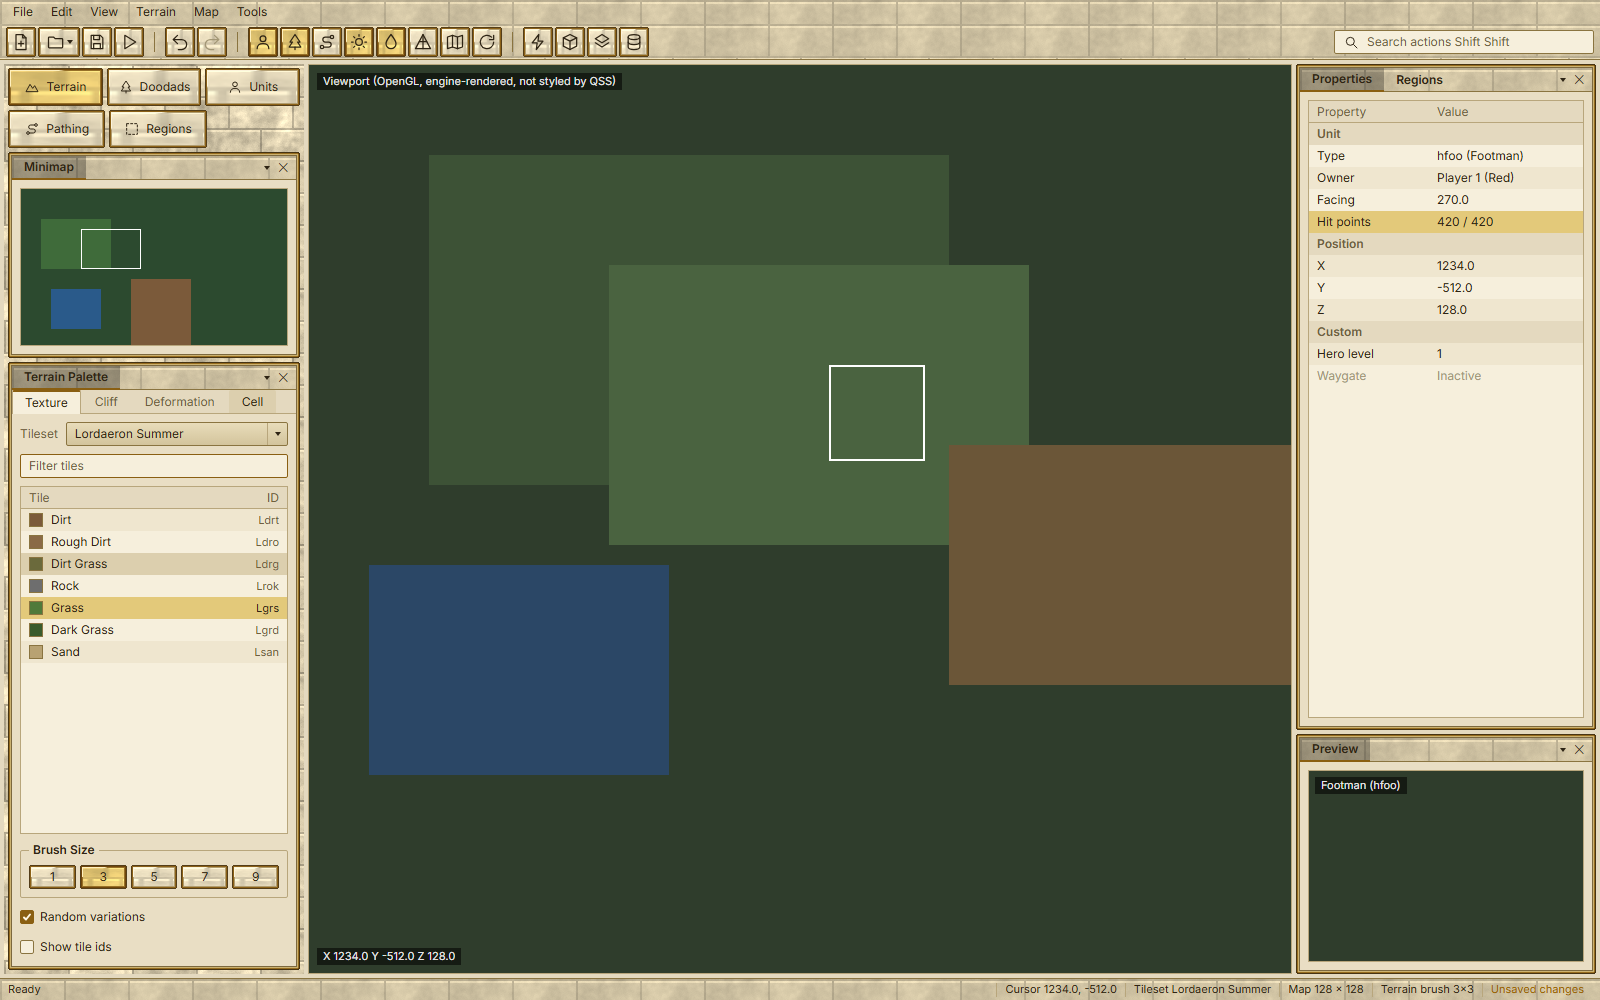 File Edit View Terrain Map Tools
Search actions Shift Shift
Terrain Doodads Units
Pathing Regions
Minimap
Terrain Palette
Texture Cliff Deformation Cell
Tileset Lordaeron Summer
Filter tiles
Tile ID
Dirt Ldrt
Rough Dirt Ldro
Dirt Grass Ldrg
Rock Lrok
Grass Lgrs
Dark Grass Lgrd
Sand Lsan
Brush Size
1 3 5 7 9
Random variations
Show tile ids
Viewport (OpenGL, engine-rendered, not styled by QSS)
X 1234.0 Y -512.0 Z 128.0
Properties Regions
Property Value
Unit
Type hfoo (Footman)
Owner Player 1 (Red)
Facing 270.0
Hit points 420 / 420
Position
X 1234.0
Y -512.0
Z 128.0
Custom
Hero level 1
Waygate Inactive
Preview
Footman (hfoo)
Ready Cursor 1234.0, -512.0 Tileset Lordaeron Summer Map 128 × 128 Terrain brush 3×3 Unsaved changes